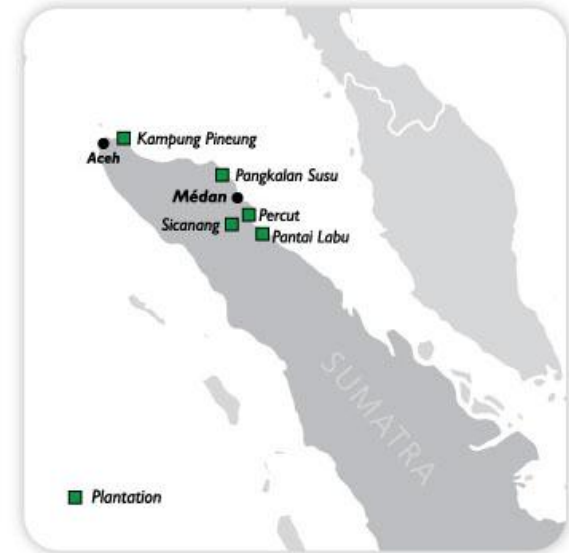 Kampung Pineung
Aceh
Pangkalan Susu
Médan
Percut
Sicanang
Pantai Labu
SUMATRA
Plantation